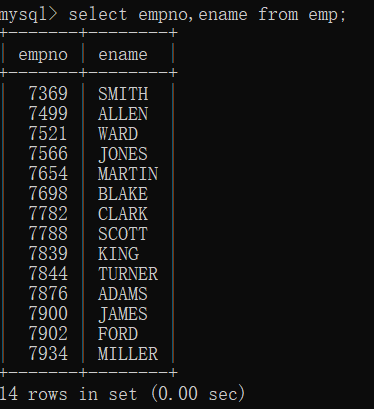 mysql> select empno,ename from emp;
+-------+--------+
| empno | ename  |
+-------+--------+
|  7369 | SMITH  |
|  7499 | ALLEN  |
|  7521 | WARD   |
|  7566 | JONES  |
|  7654 | MARTIN |
|  7698 | BLAKE  |
|  7782 | CLARK  |
|  7788 | SCOTT  |
|  7839 | KING   |
|  7844 | TURNER |
|  7876 | ADAMS  |
|  7900 | JAMES  |
|  7902 | FORD   |
|  7934 | MILLER |
+-------+--------+
14 rows in set (0.00 sec)